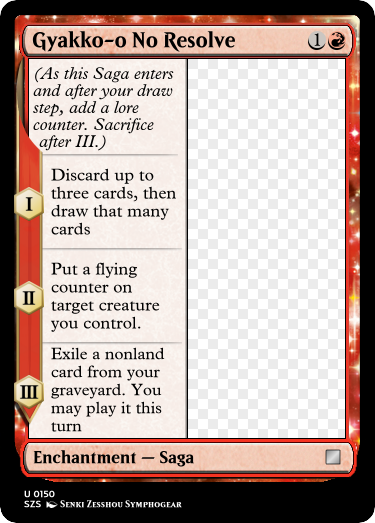 Gyakko-o No Resolve 1
(As this Saga enters
and after your draw
step, add a lore
counter. Sacrifice
after III.)
I
Discard up to
three cards, then
draw that many
cards
II
Put a flying
counter on
target creature
you control.
III
Exile a nonland
card from your
graveyard. You
may play it this
turn
Enchantment — Saga
U 0150
SZS Senki Zesshou Symphogear